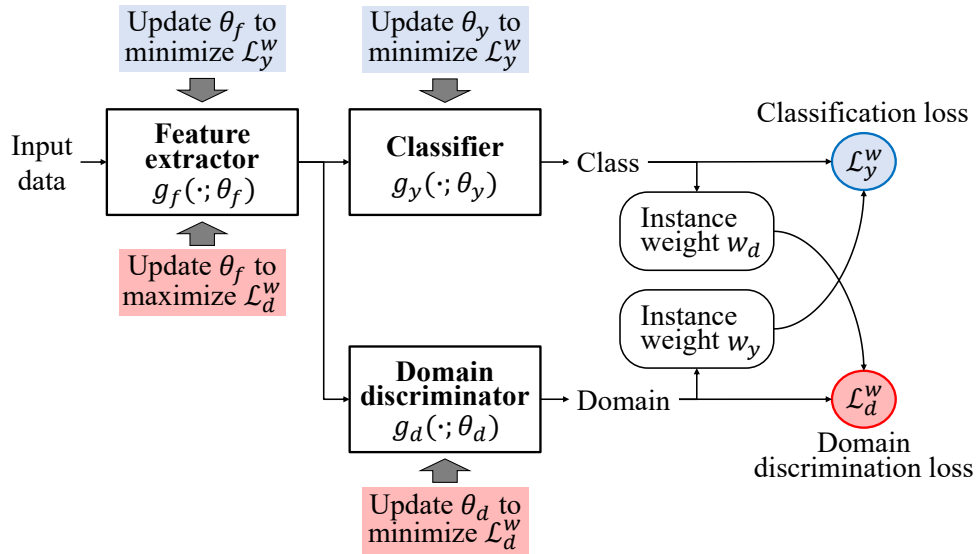 Update θ_f to
minimize ℒ_y^w
Update θ_y to
minimize ℒ_y^w
Input
data
Feature
extractor
g_f(·; θ_f)
Classifier
g_y(·; θ_y)
Class
Classification loss
ℒ_y^w
Instance
weight w_d
Update θ_f to
maximize ℒ_d^w
Instance
weight w_y
Domain
discriminator
g_d(·; θ_d)
Domain
ℒ_d^w
Domain
discrimination loss
Update θ_d to
minimize ℒ_d^w